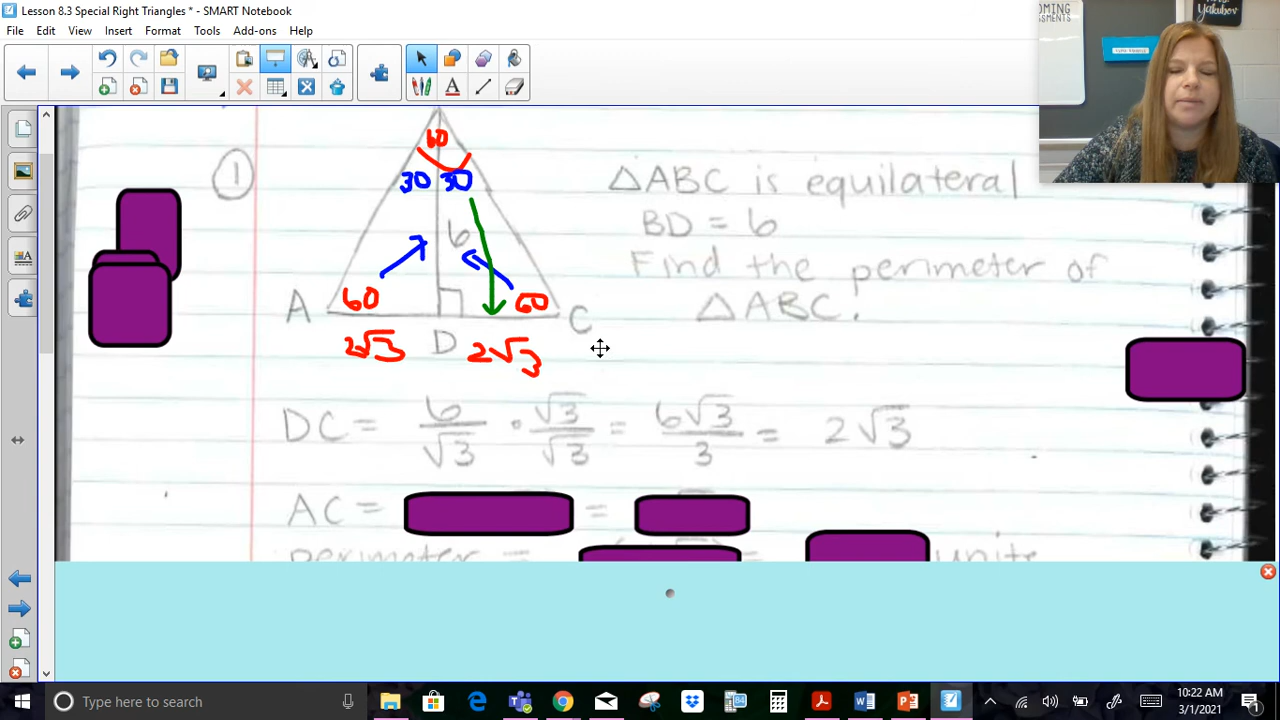 Lesson 8.3 Special Right Triangles * - SMART Notebook
File Edit View Insert Format Tools Add-ons Help
Yakubov
1
60
30 30
6
A 60 60 C
2√3 D 2√3
△ABC is equilateral
BD = 6
Find the perimeter of
△ABC.
DC = 6/√3 · √3/√3 = 6√3/3 = 2√3
AC = =
perimeter = = units
Type here to search
10:22 AM
3/1/2021